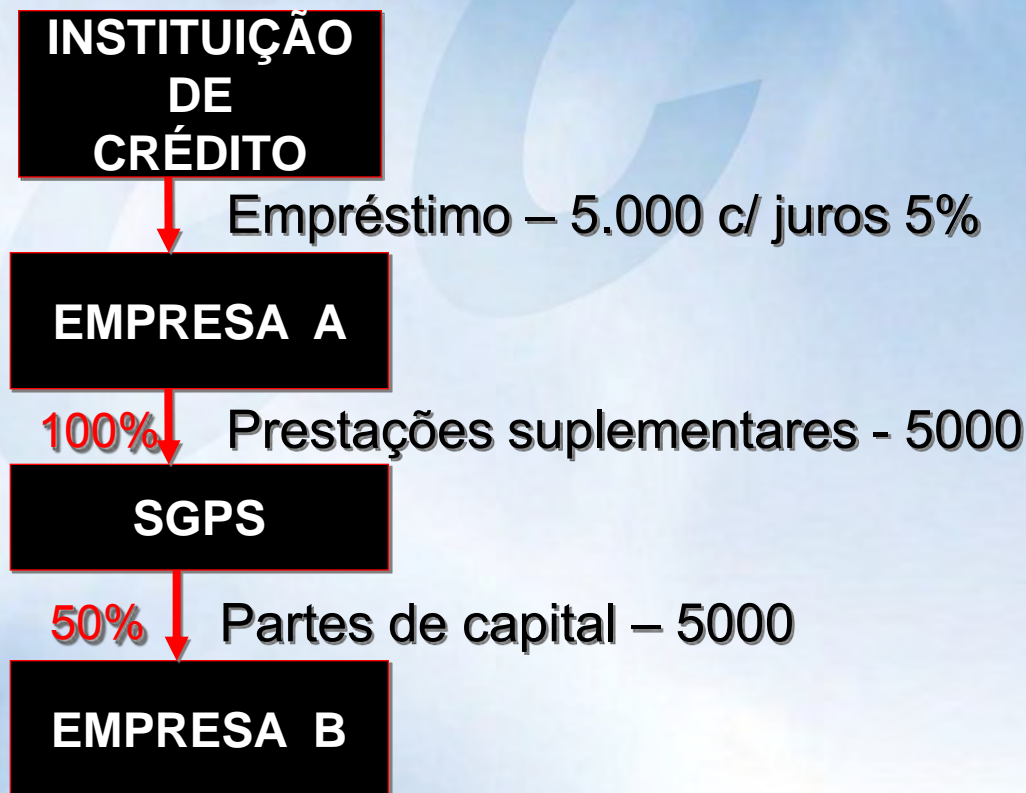 INSTITUIÇÃO
DE
CRÉDITO
Empréstimo – 5.000 c/ juros 5%
EMPRESA A
100% Prestações suplementares - 5000
SGPS
50% Partes de capital – 5000
EMPRESA B